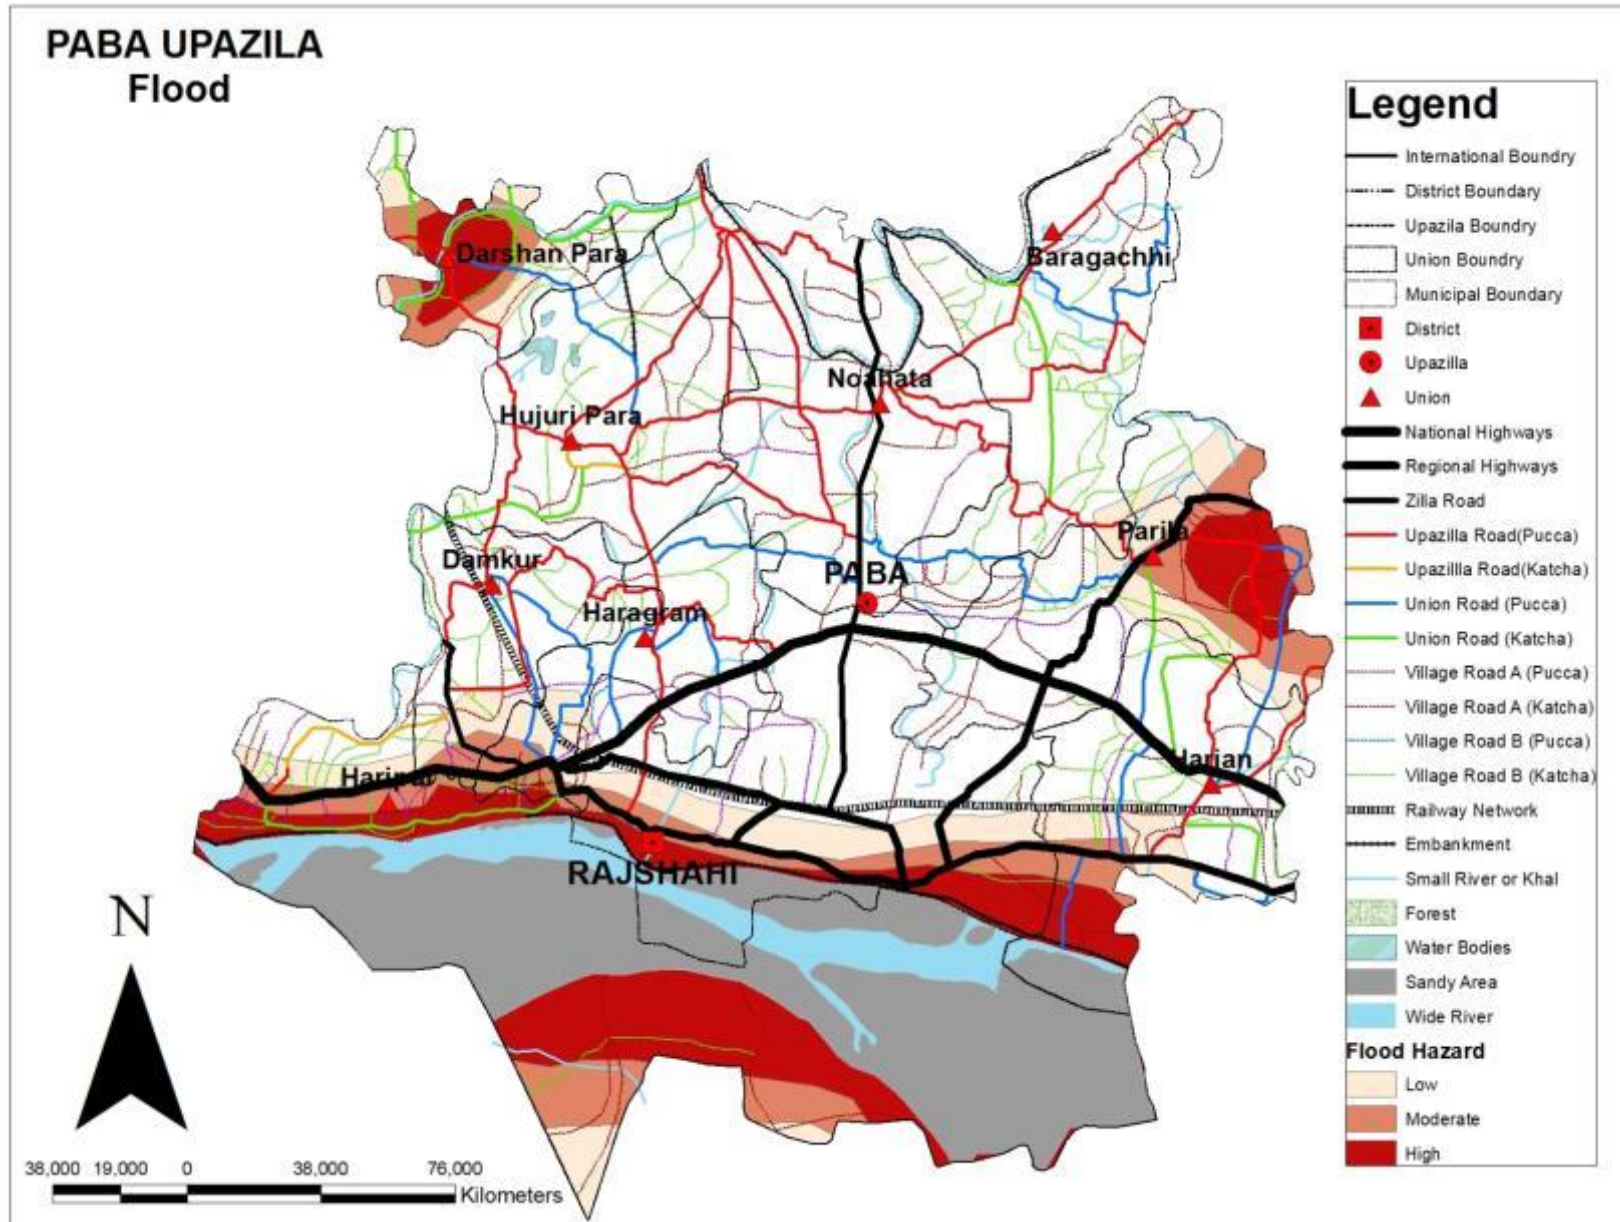 PABA UPAZILA
Flood
Darshan Para
Baragachhi
Noahata
Hujuri Para
Parila
Damkur
PABA
Haragram
Harian
Haripur
RAJSHAHI
N
38,000 19,000 0 38,000 76,000
Kilometers
Legend
International Boundry
District Boundary
Upazila Boundry
Union Boundry
Municipal Boundary
District
Upazilla
Union
National Highways
Regional Highways
Zilla Road
Upazilla Road(Pucca)
Upazillla Road(Katcha)
Union Road (Pucca)
Union Road (Katcha)
Village Road A (Pucca)
Village Road A (Katcha)
Village Road B (Pucca)
Village Road B (Katcha)
Railway Network
Embankment
Small River or Khal
Forest
Water Bodies
Sandy Area
Wide River
Flood Hazard
Low
Moderate
High